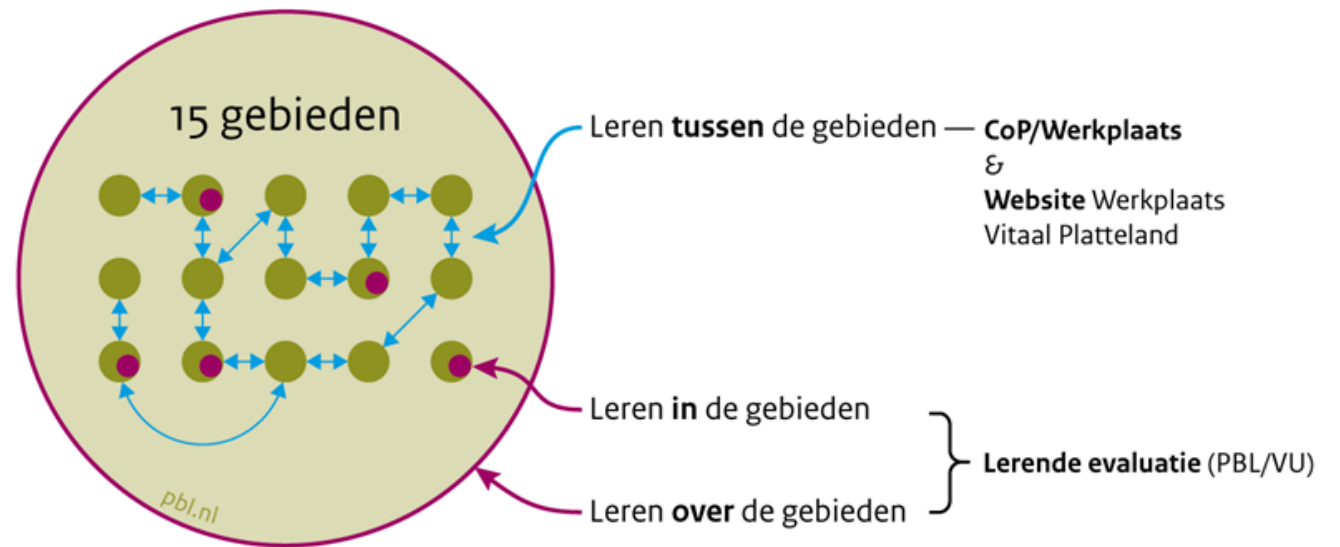 15 gebieden
Leren tussen de gebieden — CoP/Werkplaats
&
Website Werkplaats
Vitaal Platteland
Leren in de gebieden
Lerende evaluatie (PBL/VU)
Leren over de gebieden
pbl.nl